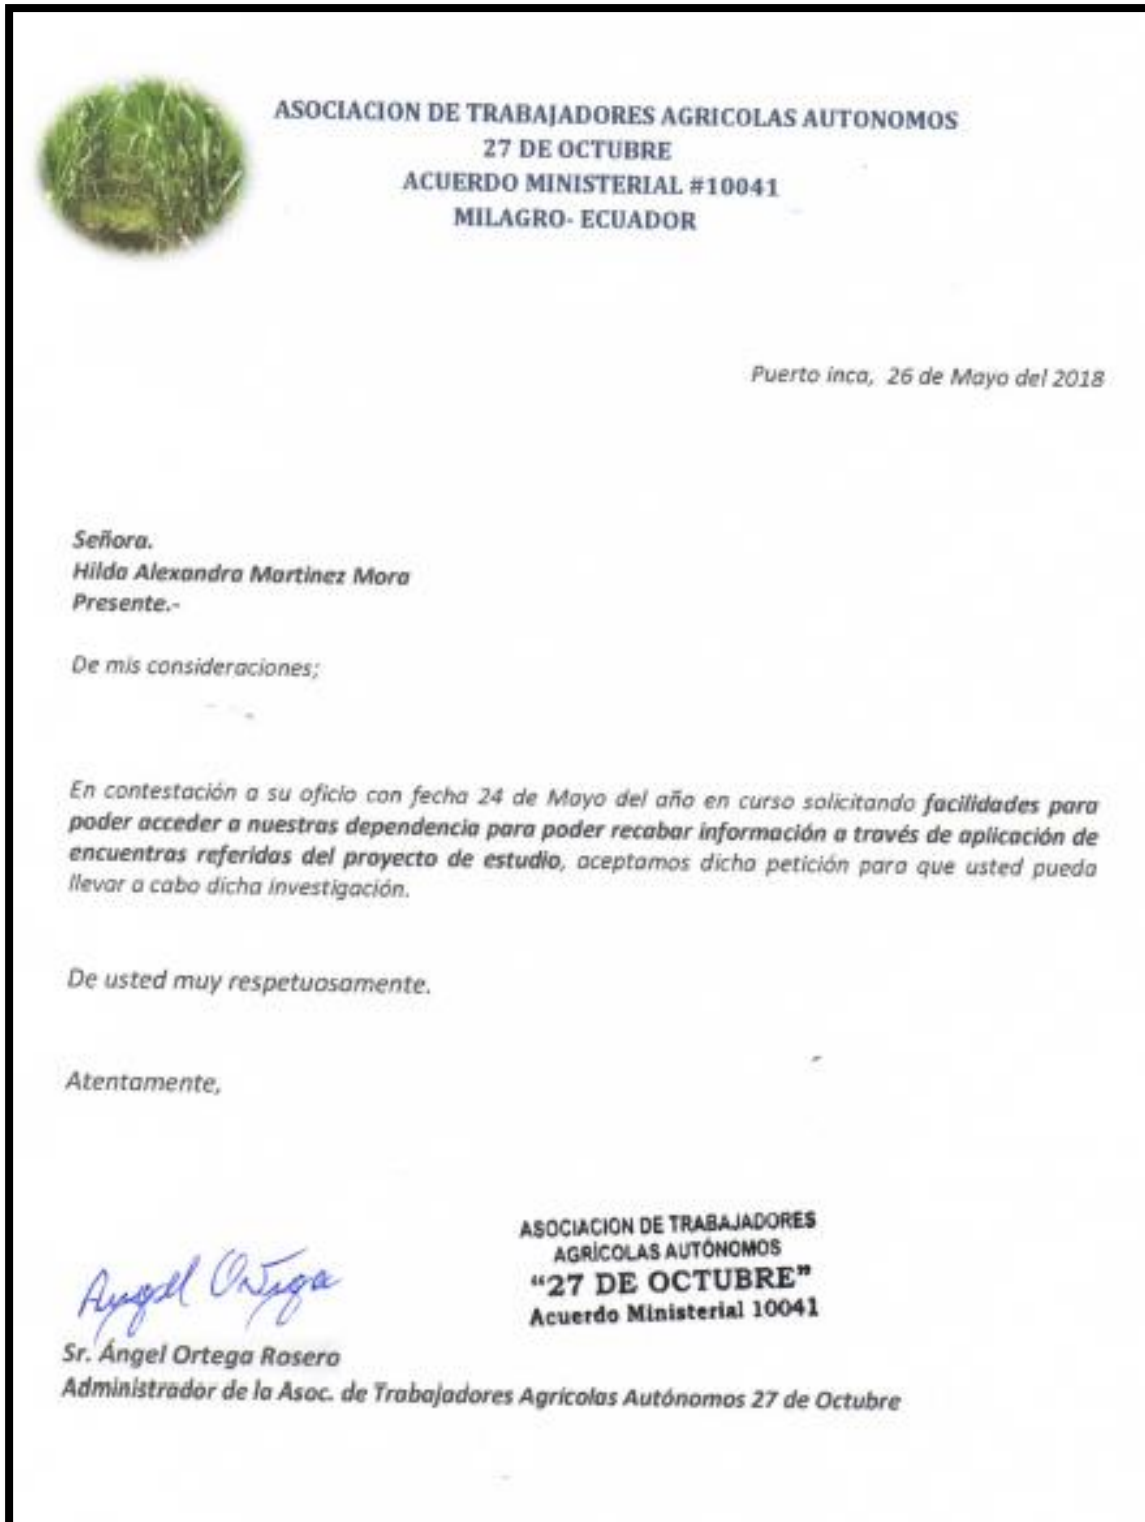 ASOCIACION DE TRABAJADORES AGRICOLAS AUTONOMOS
27 DE OCTUBRE
ACUERDO MINISTERIAL #10041
MILAGRO- ECUADOR
Puerto inca, 26 de Mayo del 2018
Señora.
Hilda Alexandra Martinez Mora
Presente.-
De mis consideraciones;
En contestación a su oficio con fecha 24 de Mayo del año en curso solicitando facilidades para
poder acceder a nuestras dependencia para poder recabar información a través de aplicación de
encuentras referidas del proyecto de estudio, aceptamos dicha petición para que usted pueda
llevar a cabo dicha investigación.
De usted muy respetuosamente.
Atentamente,
ASOCIACION DE TRABAJADORES
AGRÍCOLAS AUTÓNOMOS
“27 DE OCTUBRE”
Acuerdo Ministerial 10041
Angel Ortega
Sr. Ángel Ortega Rosero
Administrador de la Asoc. de Trabajadores Agrícolas Autónomos 27 de Octubre